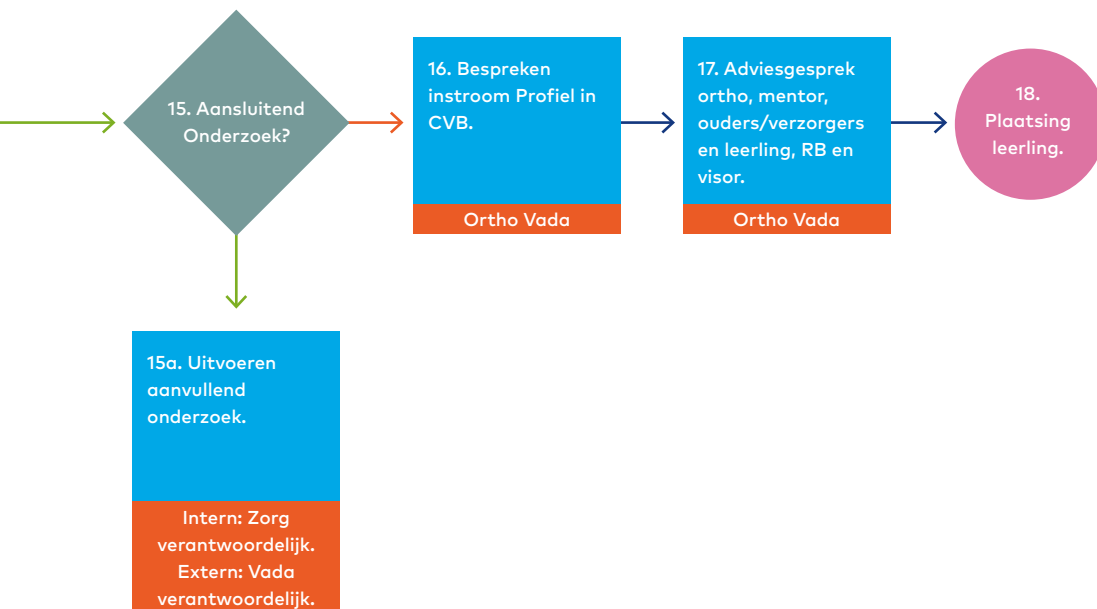 15. Aansluitend
Onderzoek?
16. Bespreken
instroom Profiel in
CVB.
Ortho Vada
17. Adviesgesprek
ortho, mentor,
ouders/verzorgers
en leerling, RB en
visor.
Ortho Vada
18.
Plaatsing
leerling.
15a. Uitvoeren
aanvullend
onderzoek.
Intern: Zorg
verantwoordelijk.
Extern: Vada
verantwoordelijk.